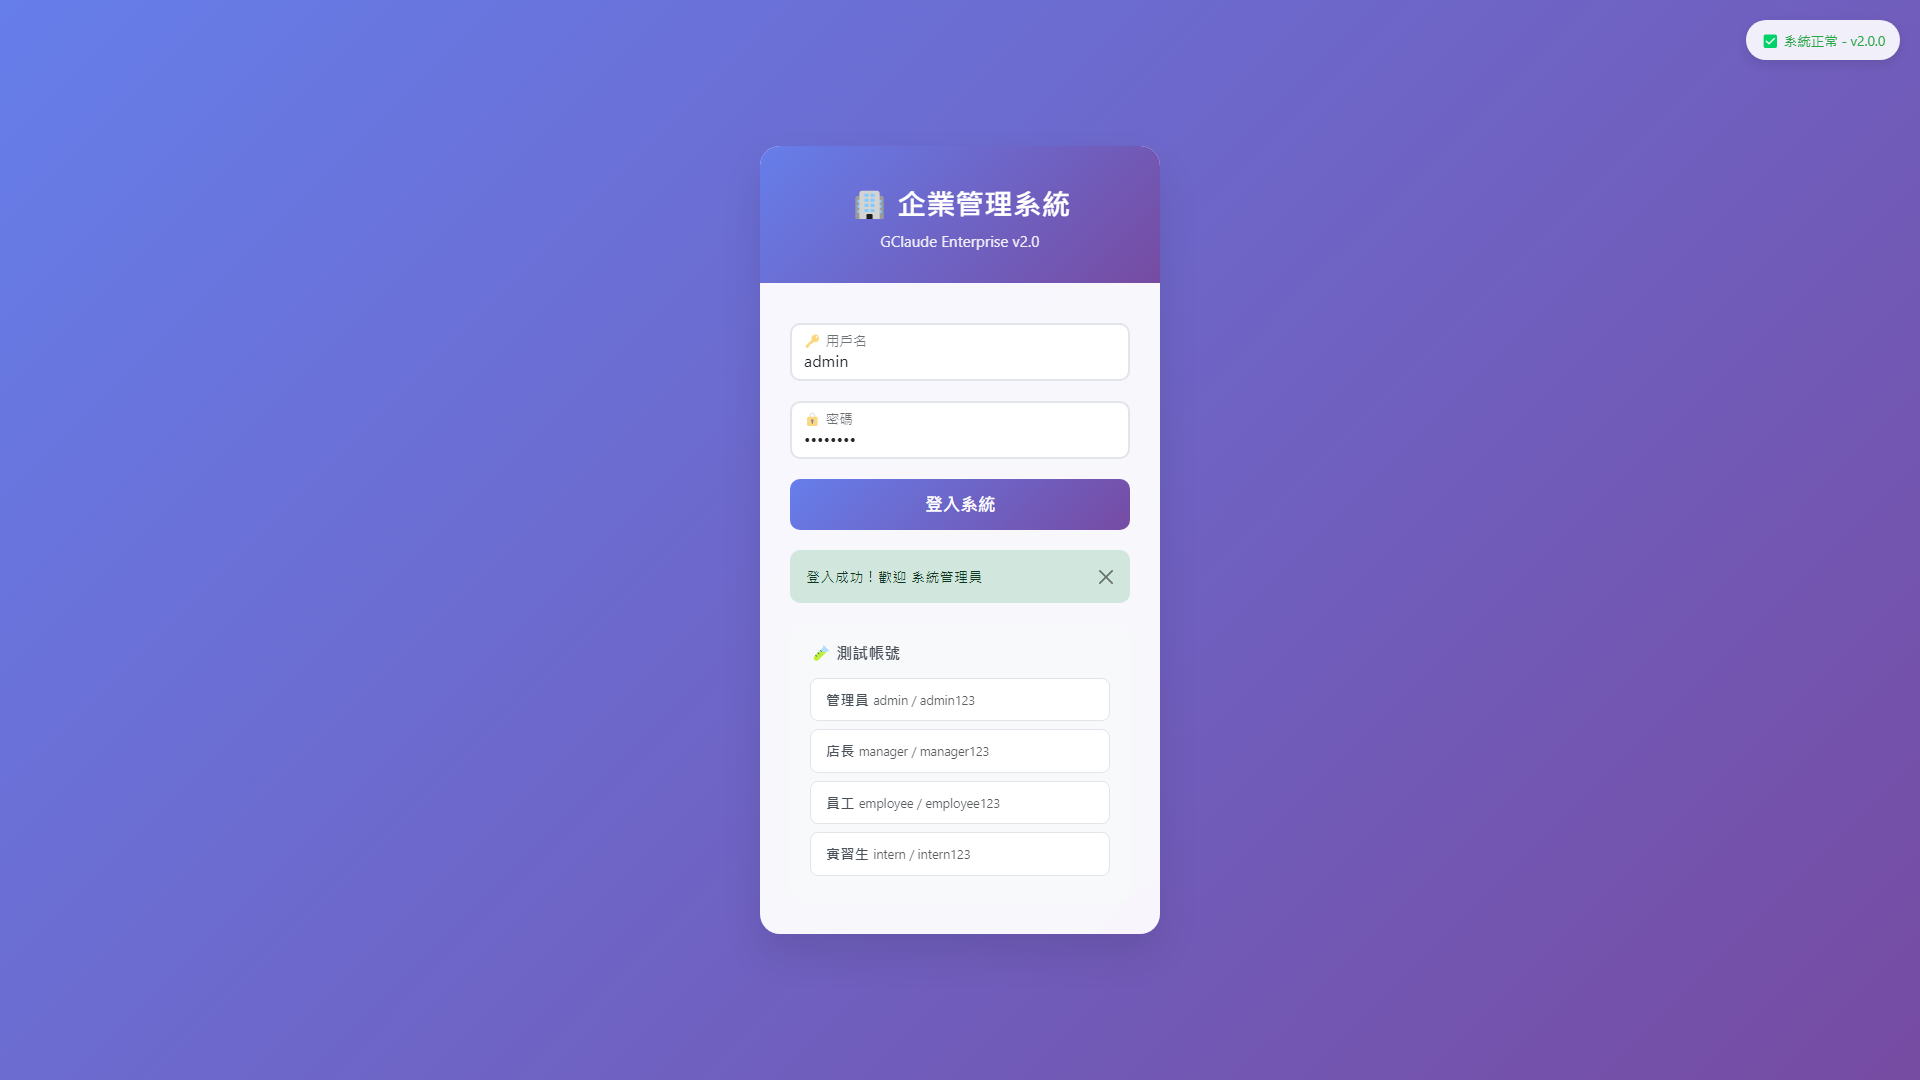 系統正常 - v2.0.0
企業管理系統
GClaude Enterprise v2.0
用戶名
admin
密碼
••••••••
登入系統
登入成功！歡迎 系統管理員
測試帳號
管理員 admin / admin123
店長 manager / manager123
員工 employee / employee123
實習生 intern / intern123